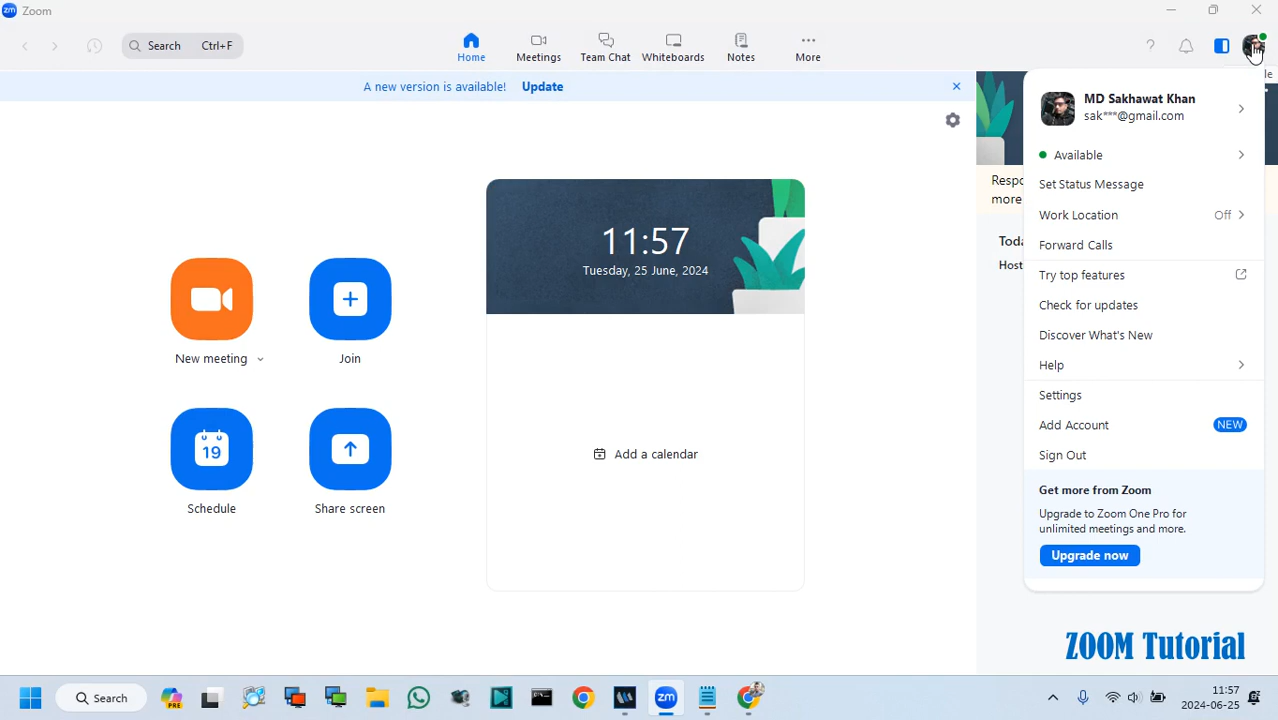 zm Zoom
Search Ctrl+F
Home
Meetings
Team Chat
Whiteboards
Notes
More
A new version is available! Update
MD Sakhawat Khan
sak***@gmail.com
Available
Set Status Message
Work Location Off
Forward Calls
Try top features
Check for updates
Discover What's New
Help
Settings
Add Account NEW
Sign Out
Get more from Zoom
Upgrade to Zoom One Pro for
unlimited meetings and more.
Upgrade now
Respo
more
Toda
Host
11:57
Tuesday, 25 June, 2024
New meeting
Join
19
Schedule
Share screen
Add a calendar
ZOOM Tutorial
Search
PRE
zm
11:57
2024-06-25